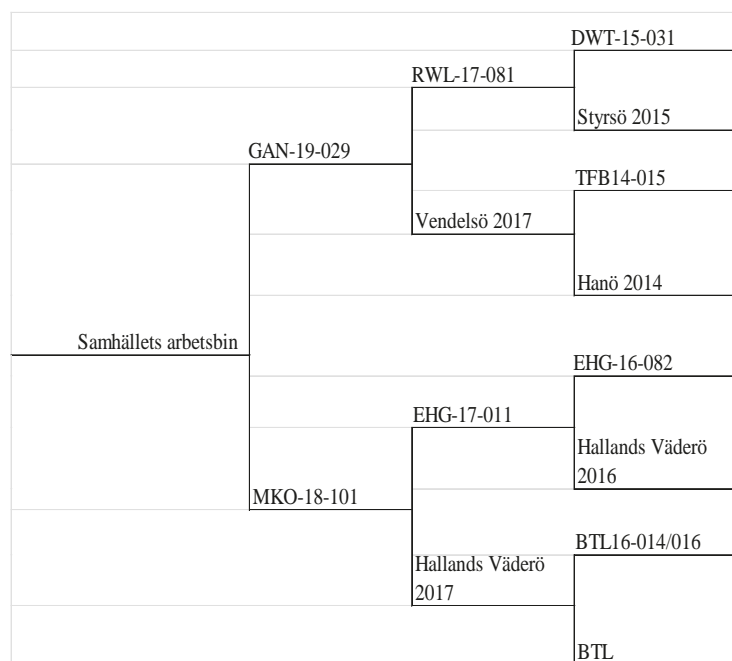 DWT-15-031
RWL-17-081
Styrsö 2015
GAN-19-029
TFB14-015
Vendelsö 2017
Hanö 2014
Samhällets arbetsbin
EHG-16-082
EHG-17-011
Hallands Väderö
2016
MKO-18-101
BTL16-014/016
Hallands Väderö
2017
BTL